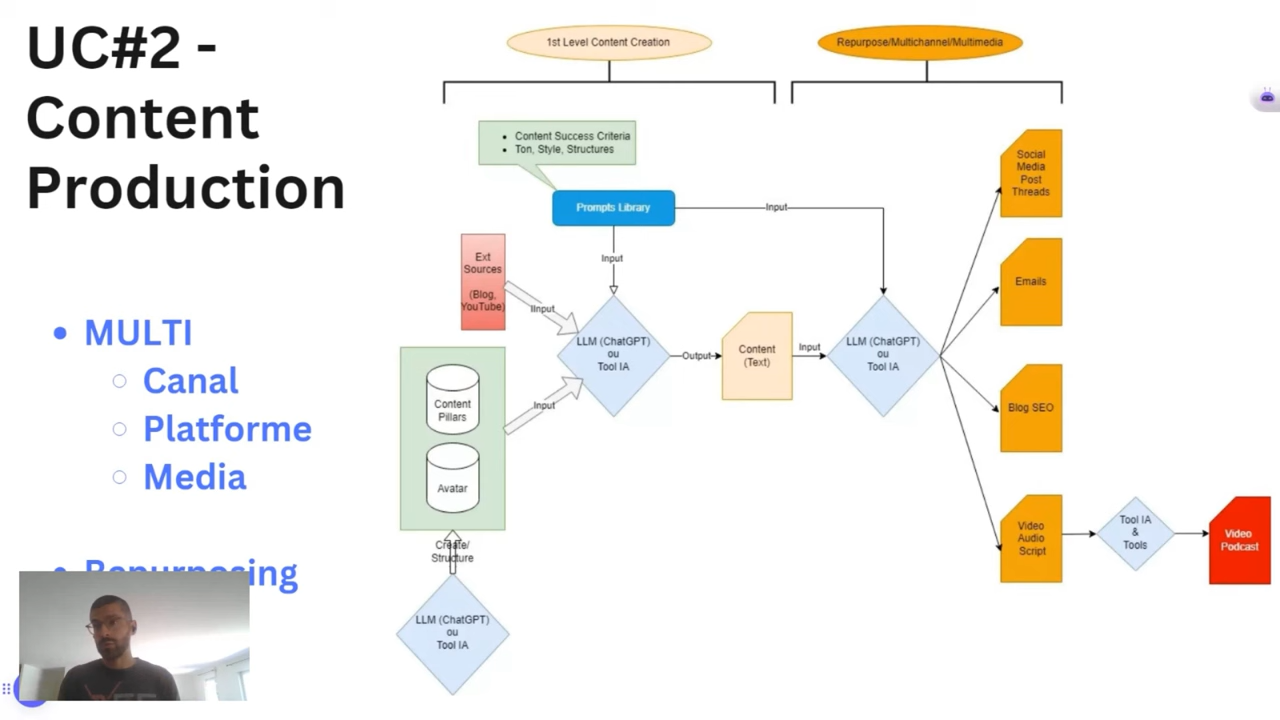 UC#2 -
Content
Production
MULTI
Canal
Platforme
Media
Repurposing
1st Level Content Creation
Repurpose/Multichannel/Multimedia
Content Success Criteria
Ton, Style, Structures
Prompts Library
Input
Input
Ext
Sources
(Blog,
YouTube)
IInput
LLM (ChatGPT)
ou
Tool IA
Output
Content
(Text)
Input
LLM (ChatGPT)
ou
Tool IA
Content
Pillars
Avatar
Input
Create/
Structure
LLM (ChatGPT)
ou
Tool IA
Social
Media
Post
Threads
Emails
Blog SEO
Video
Audio
Script
Tool IA
&
Tools
Video
Podcast